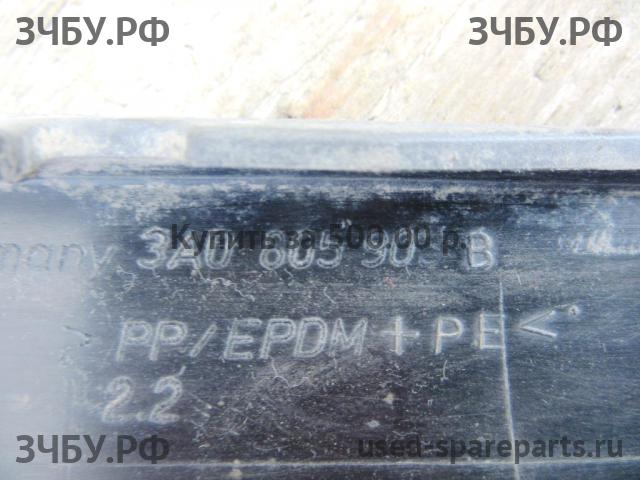 ЗЧБУ.РФ ЗЧБУ.РФ
Купить за 500.00 р.
many 3A0 805 90 B
>PP/EPDM+PE<
2.2
ЗЧБУ.РФ used-spareparts.ru